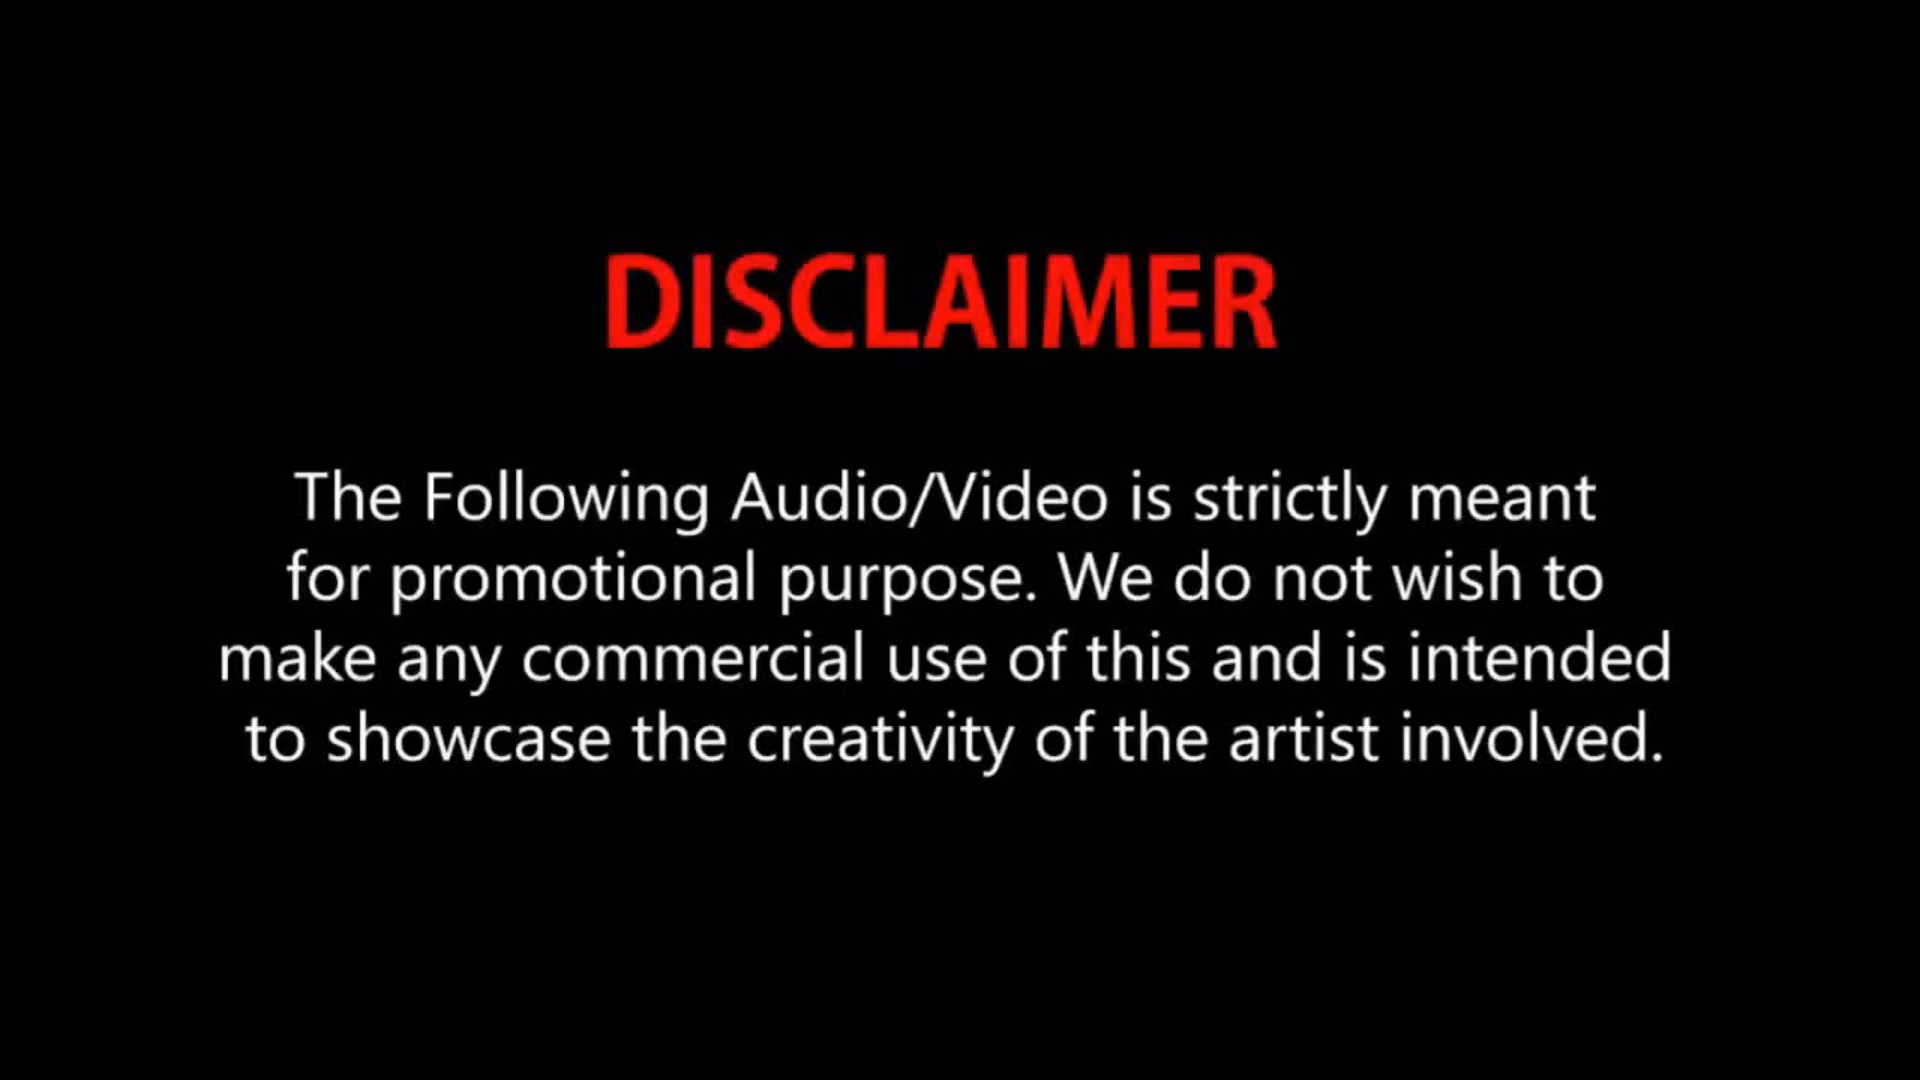 DISCLAIMER
The Following Audio/Video is strictly meant
for promotional purpose. We do not wish to
make any commercial use of this and is intended
to showcase the creativity of the artist involved.